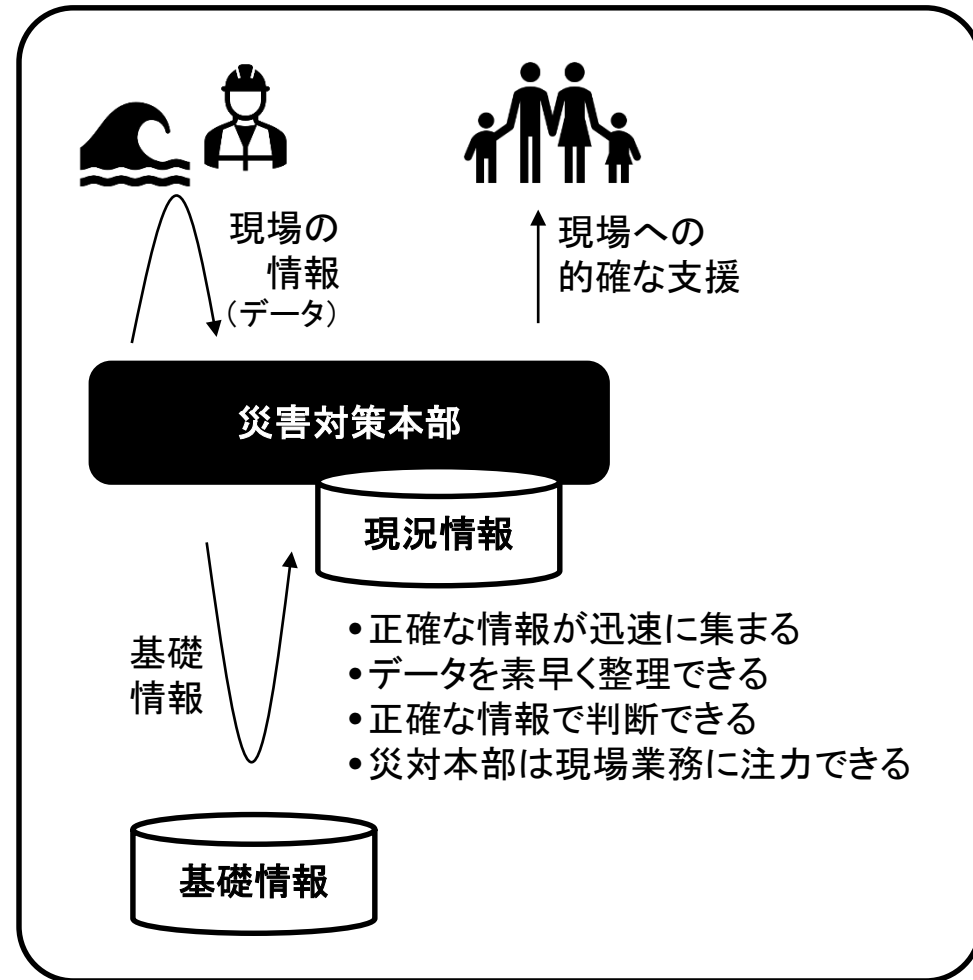 現場の
情報
（データ）
現場への
的確な支援
災害対策本部
現況情報
基礎
情報
•正確な情報が迅速に集まる
•データを素早く整理できる
•正確な情報で判断できる
•災対本部は現場業務に注力できる
基礎情報